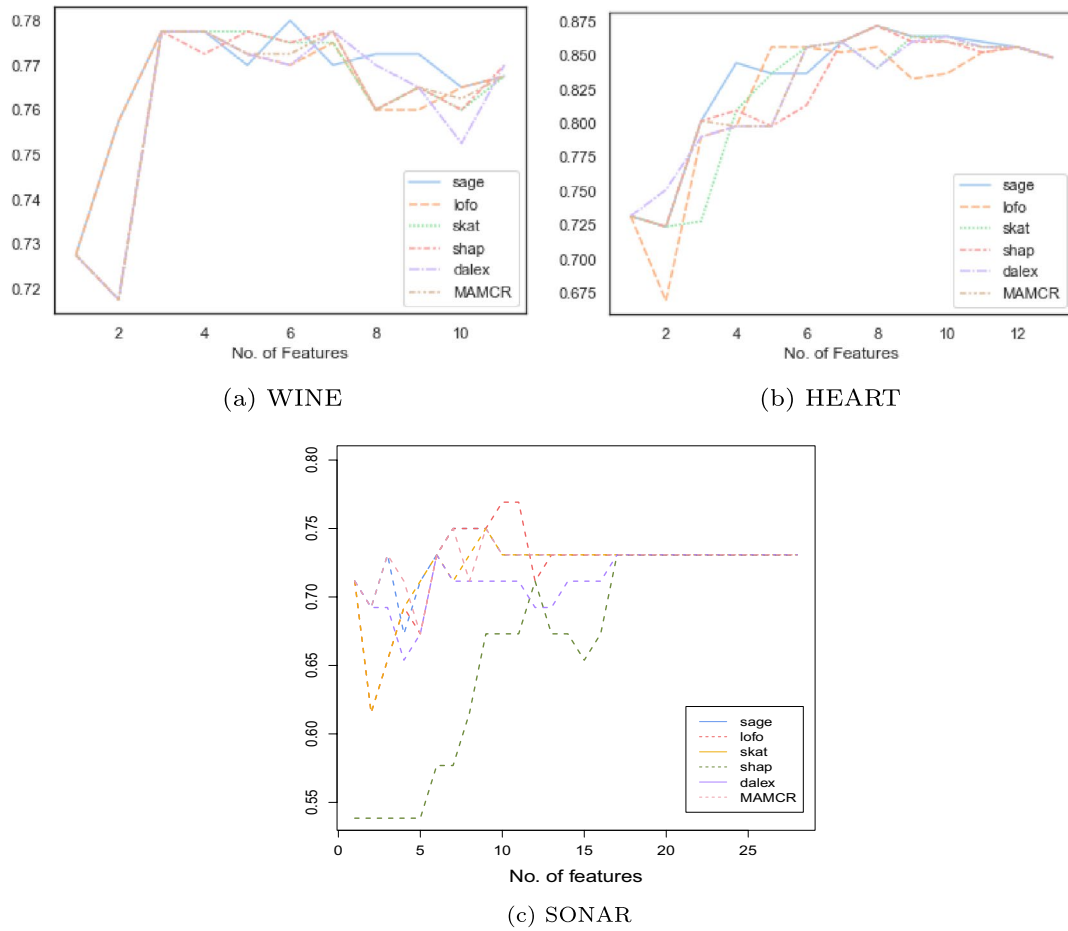 0.78
0.77
0.76
0.75
0.74
0.73
0.72
sage
lofo
skat
shap
dalex
MAMCR
2 4 6 8 10
No. of Features
(a) WINE
0.875
0.850
0.825
0.800
0.775
0.750
0.725
0.700
0.675
sage
lofo
skat
shap
dalex
MAMCR
2 4 6 8 10 12
No. of Features
(b) HEART
0.80
0.75
0.70
0.65
0.60
0.55
sage
lofo
skat
shap
dalex
MAMCR
0 5 10 15 20 25
No. of features
(c) SONAR